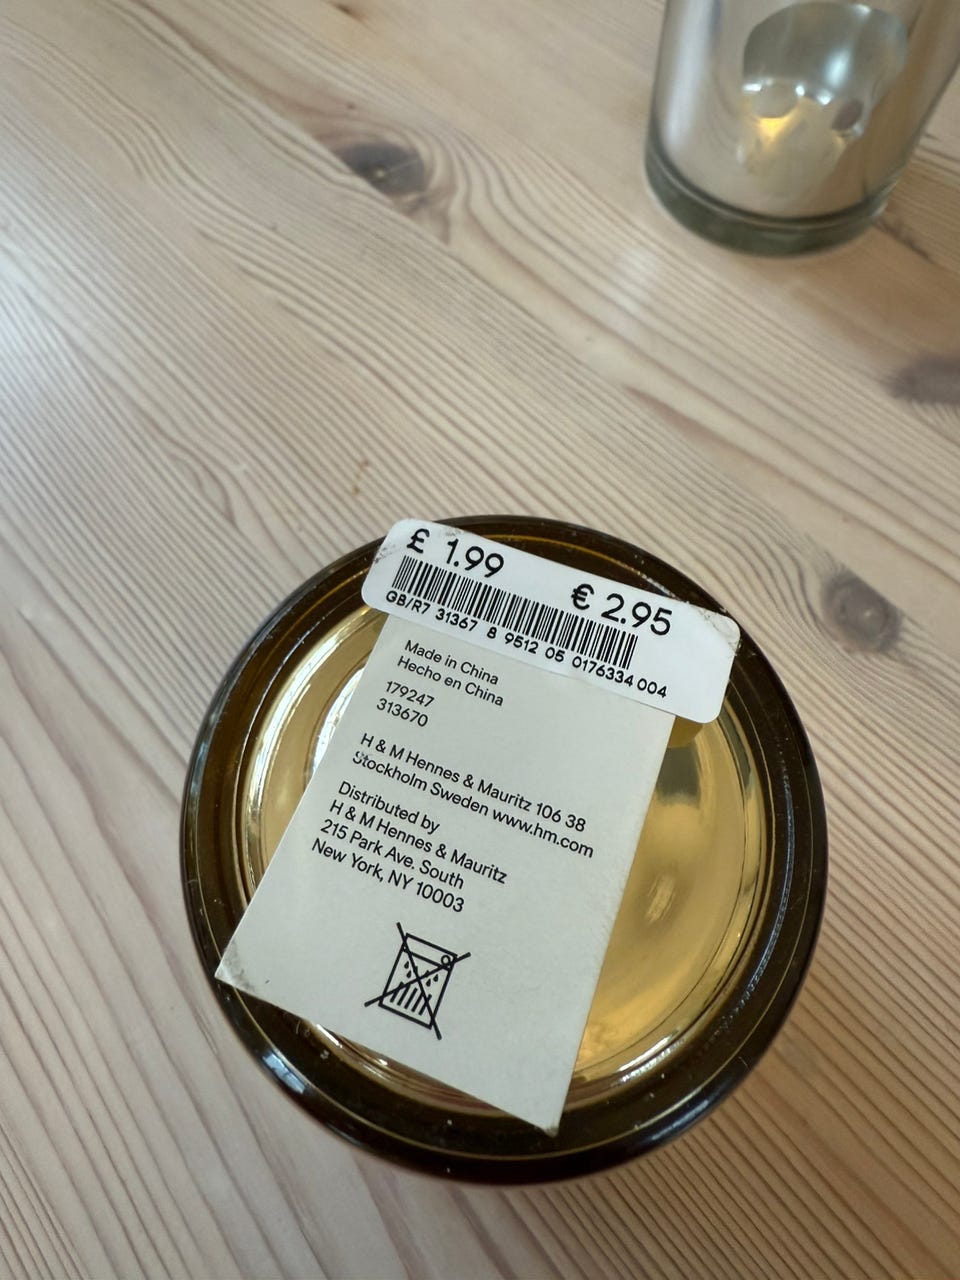 £ 1.99
€ 2.95
GB/R7 31367 8 9512 05 0176334 004
Made in China
Hecho en China
179247
313670
H & M Hennes & Mauritz 106 38
Stockholm Sweden www.hm.com
Distributed by
H & M Hennes & Mauritz
215 Park Ave. South
New York, NY 10003